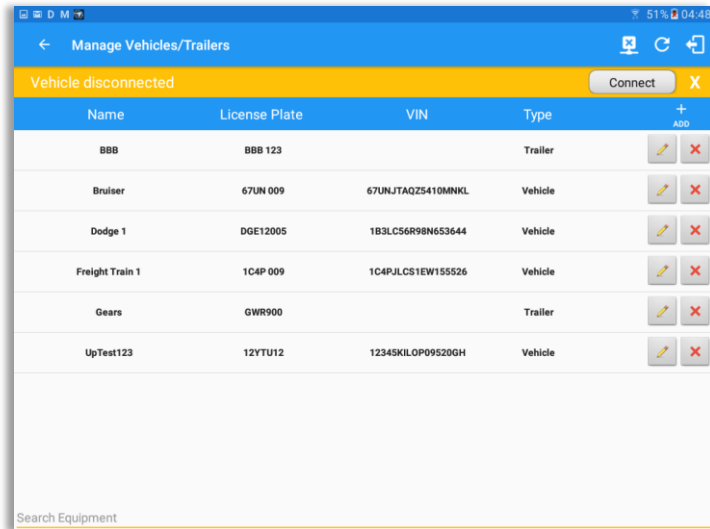 D M 51% 04:48
Manage Vehicles/Trailers
Vehicle disconnected Connect X
Name License Plate VIN Type + ADD
BBB BBB 123 Trailer
Bruiser 67UN 009 67UNJTAQZ5410MNKL Vehicle
Dodge 1 DGE12005 1B3LC56R98N653644 Vehicle
Freight Train 1 1C4P 009 1C4PJLCS1EW155526 Vehicle
Gears GWR900 Trailer
UpTest123 12YTU12 12345KILOP09520GH Vehicle
Search Equipment